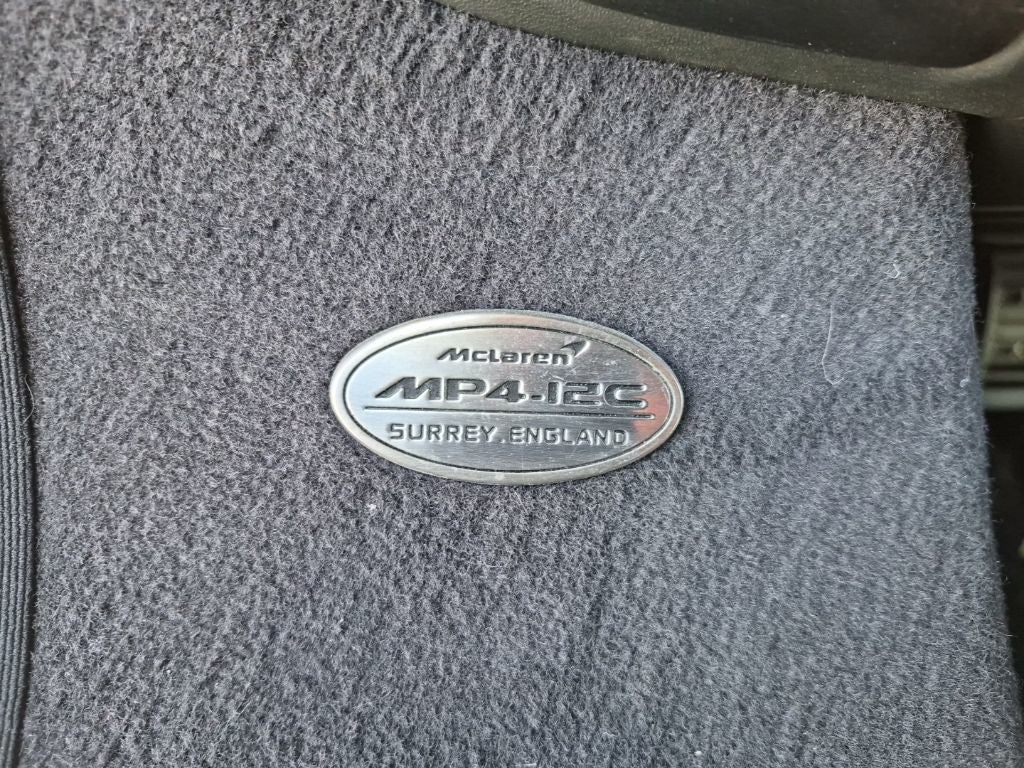 McLaren
MP4-12C
SURREY.ENGLAND